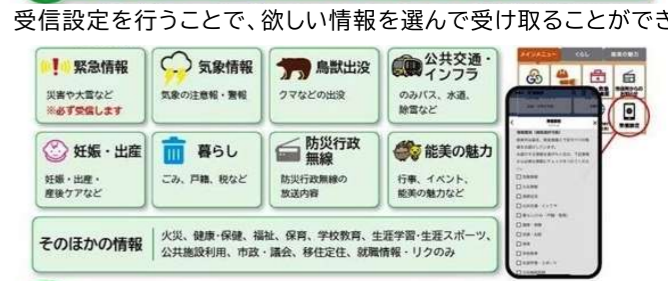 受信設定を行うことで、欲しい情報を選んで受け取ることができ
緊急情報
災害や大雪など
※必ず受信します
気象情報
気象の注意報・警報
鳥獣出没
クマなどの出没
公共交通・
インフラ
のみバス、水道、
除雪など
妊娠・出産
妊娠・出産・
産後ケアなど
暮らし
ごみ、戸籍、税など
防災行政
無線
防災行政無線の
放送内容
能美の魅力
行事、イベント、
能美の魅力など
そのほかの情報
火災、健康・保健、福祉、保育、学校教育、生涯学習・生涯スポーツ、
公共施設利用、市政・議会、移住定住、就職情報・リクのみ
メインメニュー
くらし